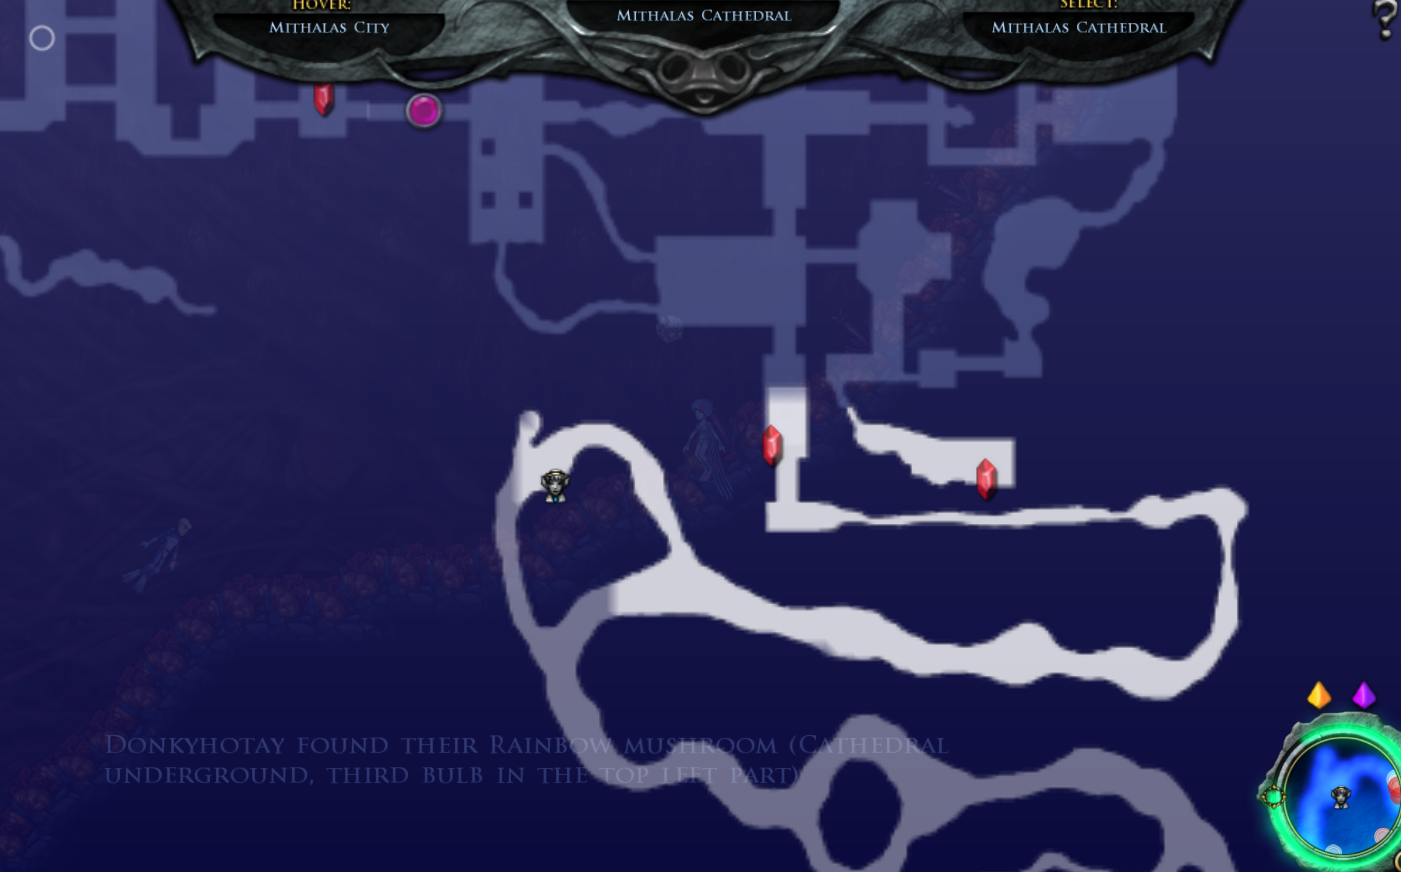 Hover:
Mithalas City
Mithalas Cathedral
Select:
Mithalas Cathedral
?
Donkyhotay found their Rainbow mushroom (Cathedral
underground, third bulb in the top left part)